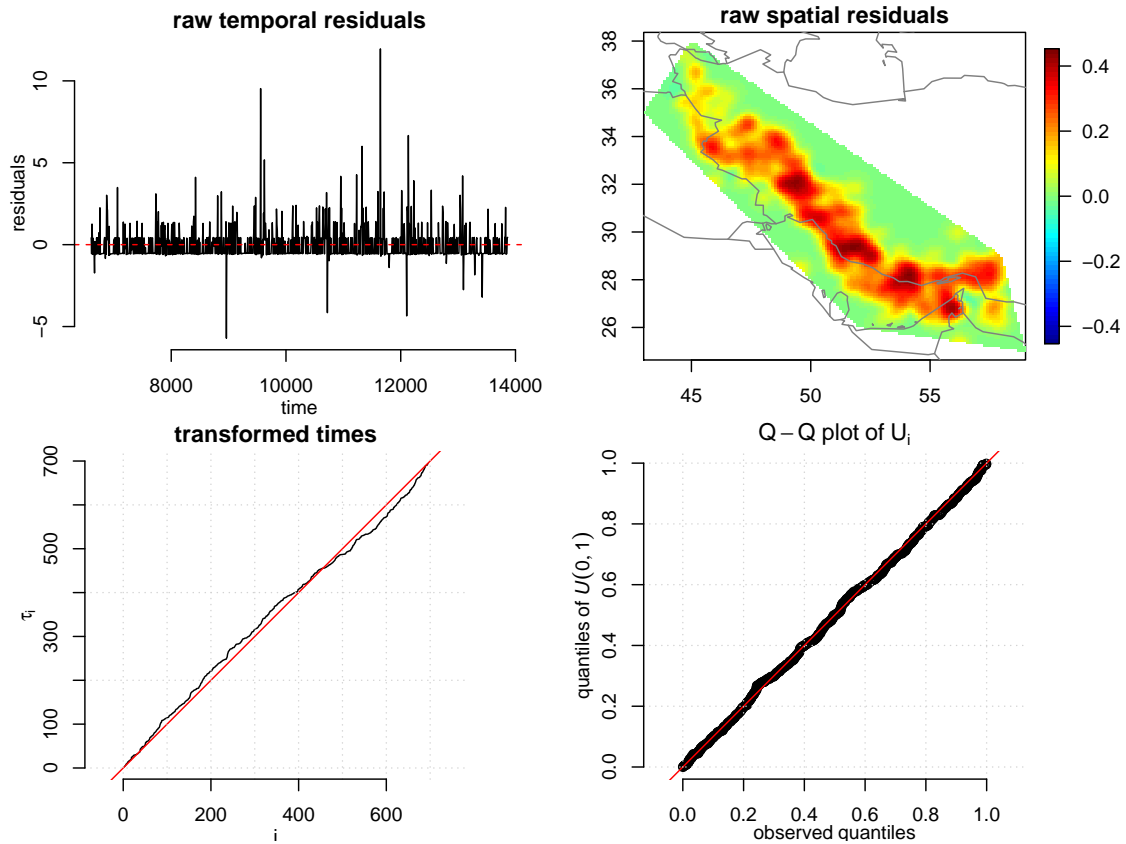 raw temporal residuals
residuals
10
5
0
−5
8000 10000 12000 14000
time
raw spatial residuals
38
36
34
32
30
28
26
45 50 55
0.4
0.2
0.0
−0.2
−0.4
transformed times
τi
700
500
300
100
0
0 200 400 600
i
Q − Q plot of Ui
quantiles of U(0, 1)
1.0
0.8
0.6
0.4
0.2
0.0
0.0 0.2 0.4 0.6 0.8 1.0
observed quantiles